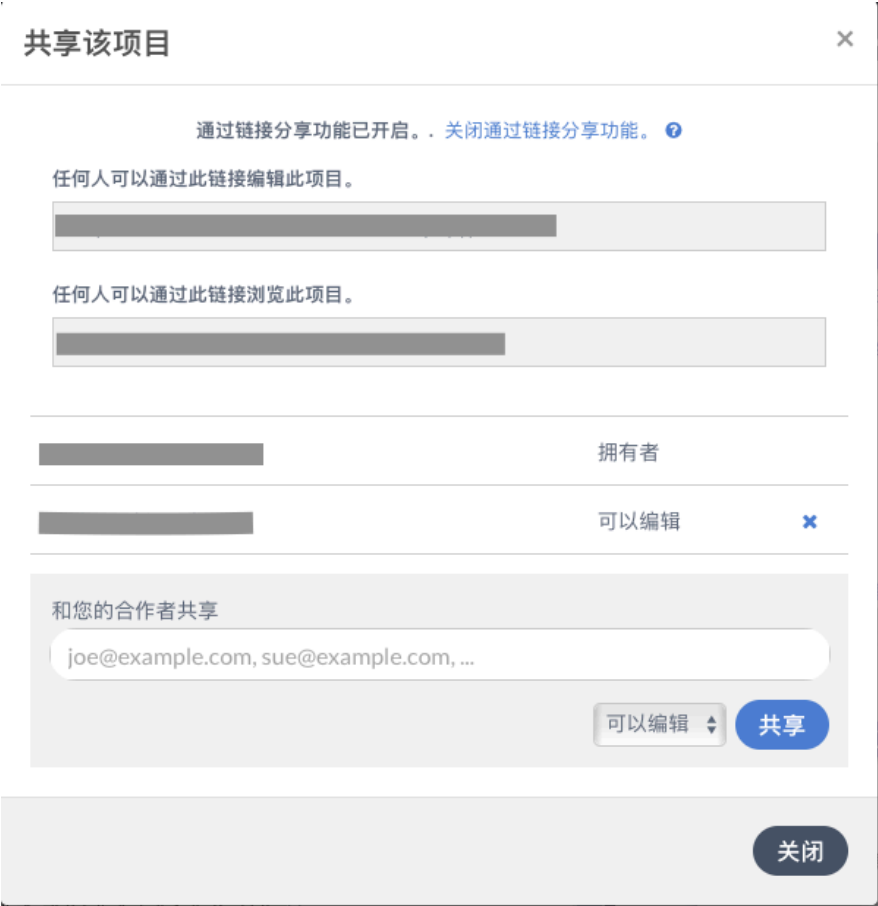 共享该项目
×
通过链接分享功能已开启。. 关闭通过链接分享功能。 ?
任何人可以通过此链接编辑此项目。
任何人可以通过此链接浏览此项目。
拥有者
可以编辑
和您的合作者共享
joe@example.com, sue@example.com, ...
可以编辑
共享
关闭